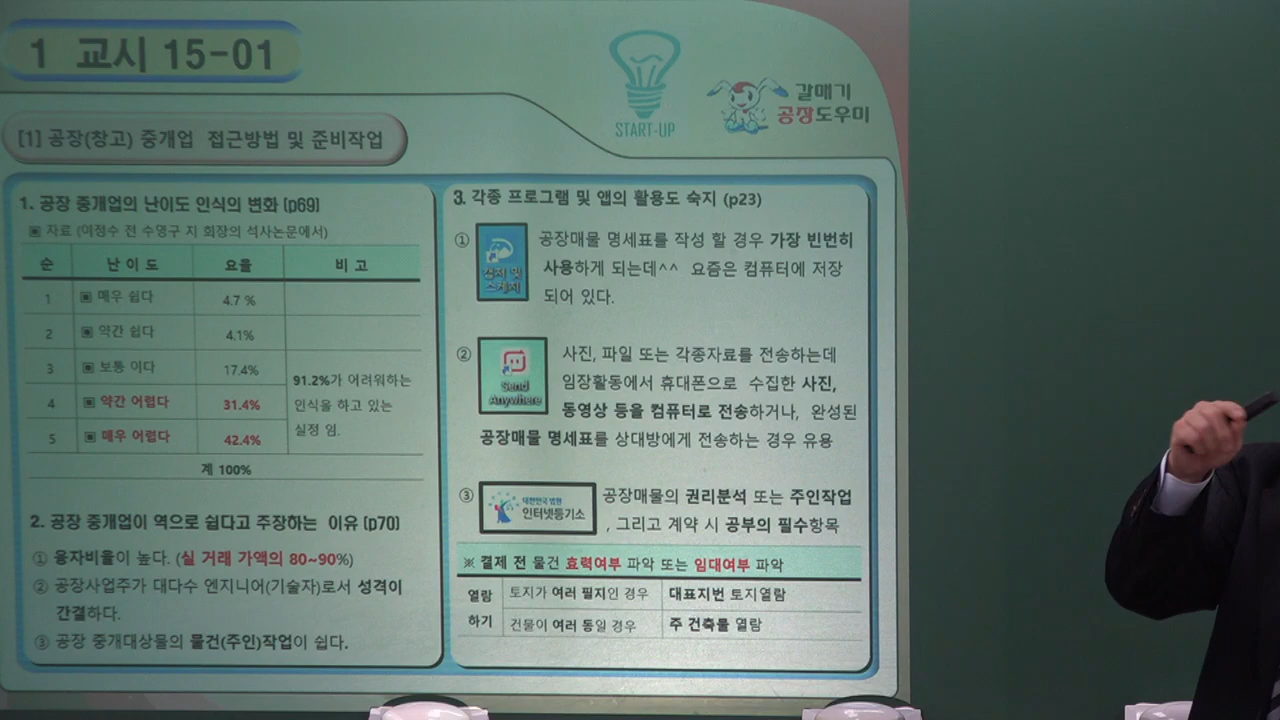 1 교시 15-01
START-UP
갈매기
공장도우미
[1] 공장(창고) 중개업 접근방법 및 준비작업
1. 공장 중개업의 난이도 인식의 변화 (p69)
▣ 자료 (이정수 전 수영구 지 회장의 석사논문에서)
순 난 이 도 요율 비 고
1 ▣ 매우 쉽다 4.7 %
2 ▣ 약간 쉽다 4.1%
3 ▣ 보통 이다 17.4%
4 ▣ 약간 어렵다 31.4%
5 ▣ 매우 어렵다 42.4%
91.2%가 어려워하는
인식을 하고 있는
실정 임.
계 100%
2. 공장 중개업이 역으로 쉽다고 주장하는 이유 (p70)
① 융자비율이 높다. (실 거래 가액의 80~90%)
② 공장사업주가 대다수 엔지니어(기술자)로서 성격이
간결하다.
③ 공장 중개대상물의 물건(주인)작업이 쉽다.
3. 각종 프로그램 및 앱의 활용도 숙지 (p23)
①
캡처 및
스케치
공장매물 명세표를 작성 할 경우 가장 빈번히
사용하게 되는데^^ 요즘은 컴퓨터에 저장
되어 있다.
②
Send
Anywhere
사진, 파일 또는 각종자료를 전송하는데
임장활동에서 휴대폰으로 수집한 사진,
동영상 등을 컴퓨터로 전송하거나, 완성된
공장매물 명세표를 상대방에게 전송하는 경우 유용
③
대한민국 법원
인터넷등기소
공장매물의 권리분석 또는 주인작업
, 그리고 계약 시 공부의 필수항목
※ 결제 전 물건 효력여부 파악 또는 임대여부 파악
열람 토지가 여러 필지인 경우 대표지번 토지열람
하기 건물이 여러 동일 경우 주 건축물 열람